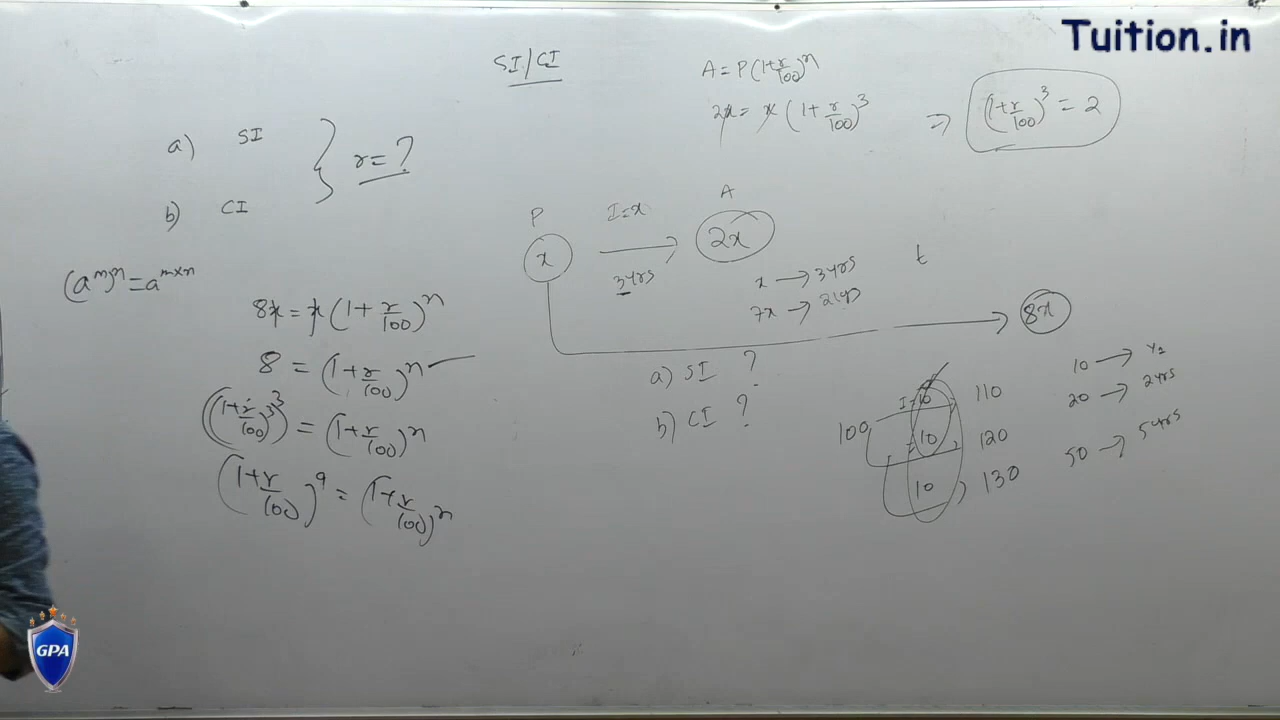 Tuition.in
SI/CI
A = P(1+r/100)^n
2x = x(1+r/100)^3 ⇒ (1+r/100)^3 = 2
a) SI
b) CI
} r = ?
P
x
I = x
3yrs
A
2x
x → 3yrs
7x →
t
8x
a) SI ?
b) CI ?
(a^m)^n = a^m×n
8x = x(1+r/100)^n
8 = (1+r/100)^n
((1+r/100)^3)^3 = (1+r/100)^n
(1+r/100)^9 = (1+r/100)^n
100
I=10 110
=10 120
10 130
10 →
20 → 2yrs
50 → 5yrs
GPA